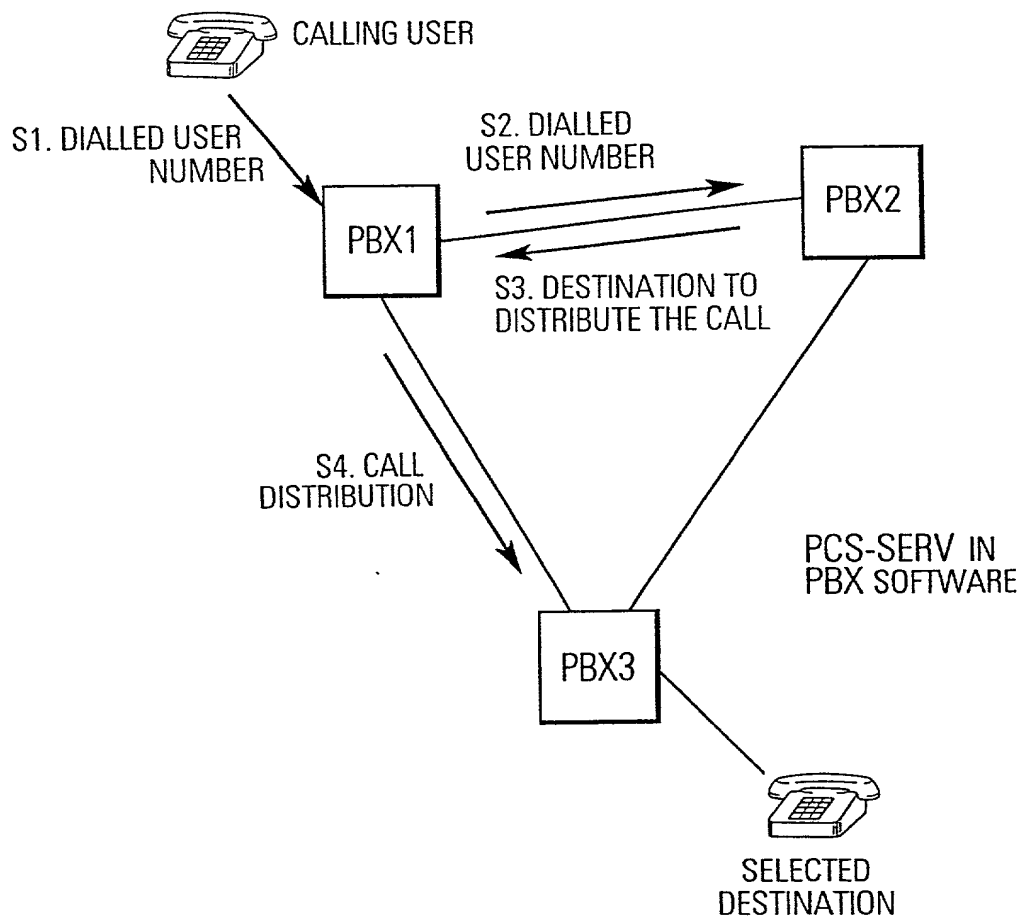 CALLING USER
S1. DIALLED USER
NUMBER
S2. DIALLED
USER NUMBER
PBX1
PBX2
S3. DESTINATION TO
DISTRIBUTE THE CALL
S4. CALL
DISTRIBUTION
PCS-SERV IN
PBX SOFTWARE
PBX3
SELECTED
DESTINATION